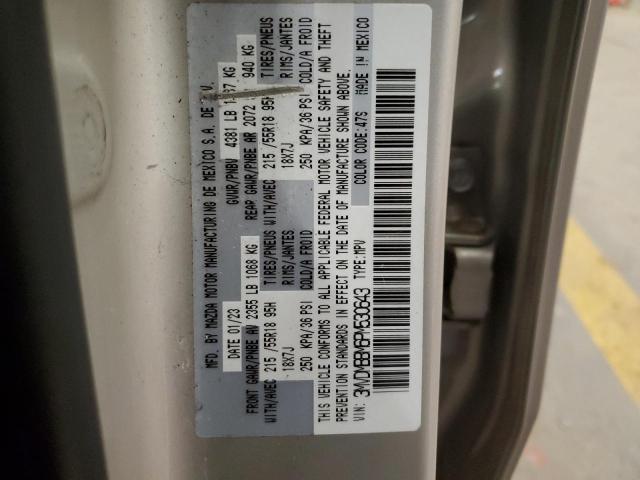 MFD. BY MAZDA MOTOR MANUFACTURING DE MEXICO S.A. DE .V.
DATE 01/23 GVWR/PNBV 4381 LB KG
FRONT GAWR/PNBE AV 2355 LB 1068 KG REAR GAWR/PNBE AR 2072 940 KG
WITH/AVEC 215 /55R18 95H TIRES/PNEUS WITH/AVEC 215 /55R18 95H TIRES/PNEUS
18X7J RIMS/JANTES 18X7J RIMS/JANTES
250 KPA/36 PSI COLD/A FROID 250 KPA/36 PSI COLD/A FROID
THIS VEHICLE CONFORMS TO ALL APPLICABLE FEDERAL MOTOR VEHICLE SAFETY AND THEFT
PREVENTION STANDARDS IN EFFECT ON THE DATE OF MANUFACTURE SHOWN ABOVE.
VIN: 3MVDMBBM6PM530643 TYPE:MPV COLOR CODE:47S MADE IN MEXICO